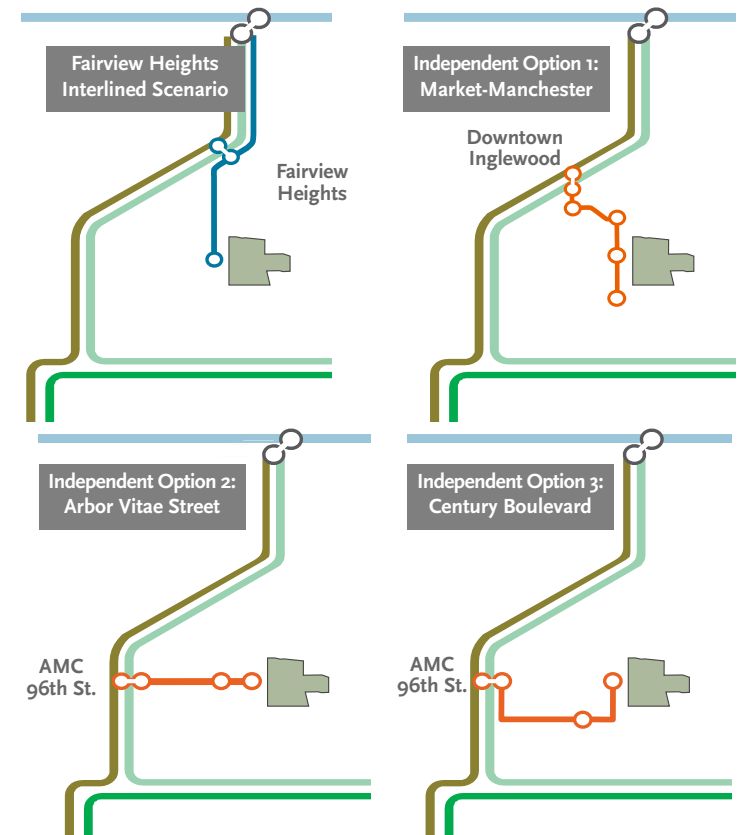 Fairview Heights
Interlined Scenario
Fairview
Heights
Independent Option 1:
Market-Manchester
Downtown
Inglewood
Independent Option 2:
Arbor Vitae Street
AMC
96th St.
Independent Option 3:
Century Boulevard
AMC
96th St.